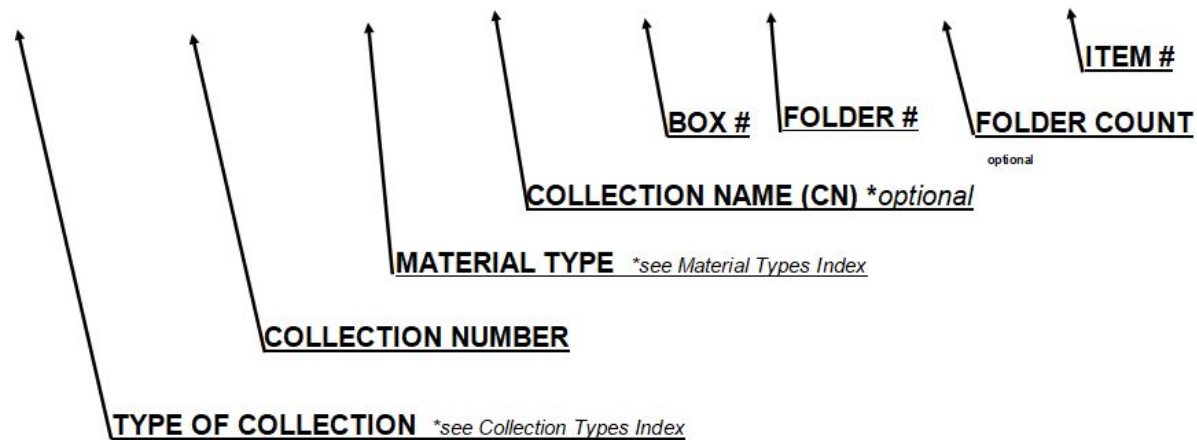 ITEM #
BOX #
FOLDER #
FOLDER COUNT
optional
COLLECTION NAME (CN) *optional
MATERIAL TYPE *see Material Types Index
COLLECTION NUMBER
TYPE OF COLLECTION *see Collection Types Index